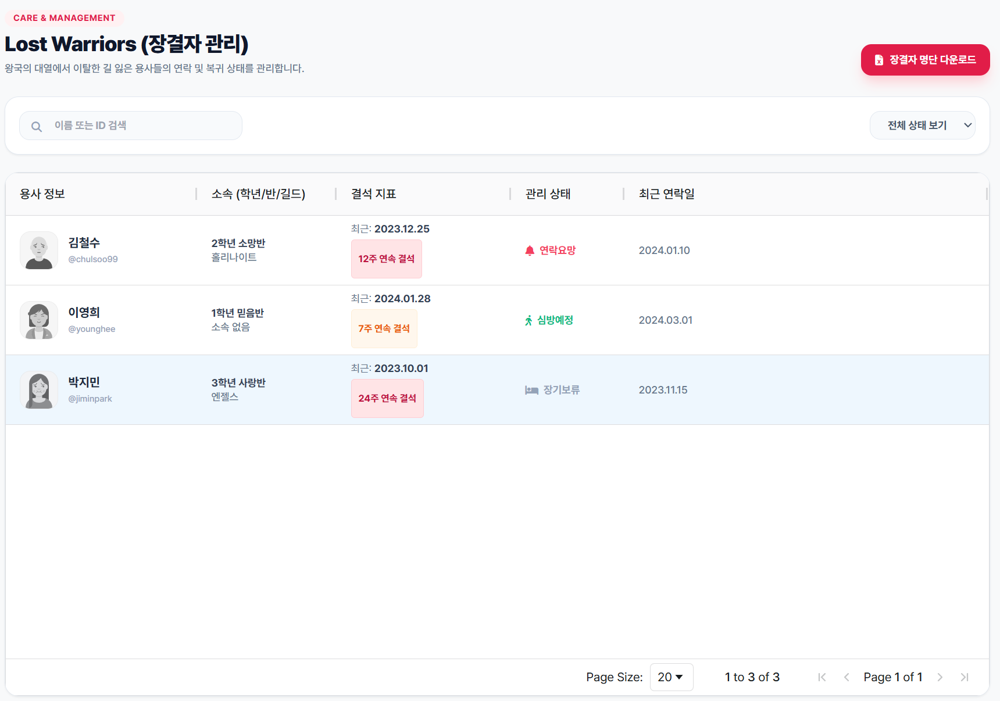 CARE & MANAGEMENT
Lost Warriors (장결자 관리)
왕국의 대열에서 이탈한 길 잃은 용사들의 연락 및 복귀 상태를 관리합니다.
장결자 명단 다운로드
이름 또는 ID 검색
전체 상태 보기
용사 정보
소속 (학년/반/길드)
결석 지표
관리 상태
최근 연락일
김철수
@chulsoo99
2학년 소망반
홀리나이트
최근: 2023.12.25
12주 연속 결석
연락요망
2024.01.10
이영희
@younghee
1학년 믿음반
소속 없음
최근: 2024.01.28
7주 연속 결석
심방예정
2024.03.01
박지민
@jiminpark
3학년 사랑반
엔젤스
최근: 2023.10.01
24주 연속 결석
장기보류
2023.11.15
Page Size: 20
1 to 3 of 3
Page 1 of 1